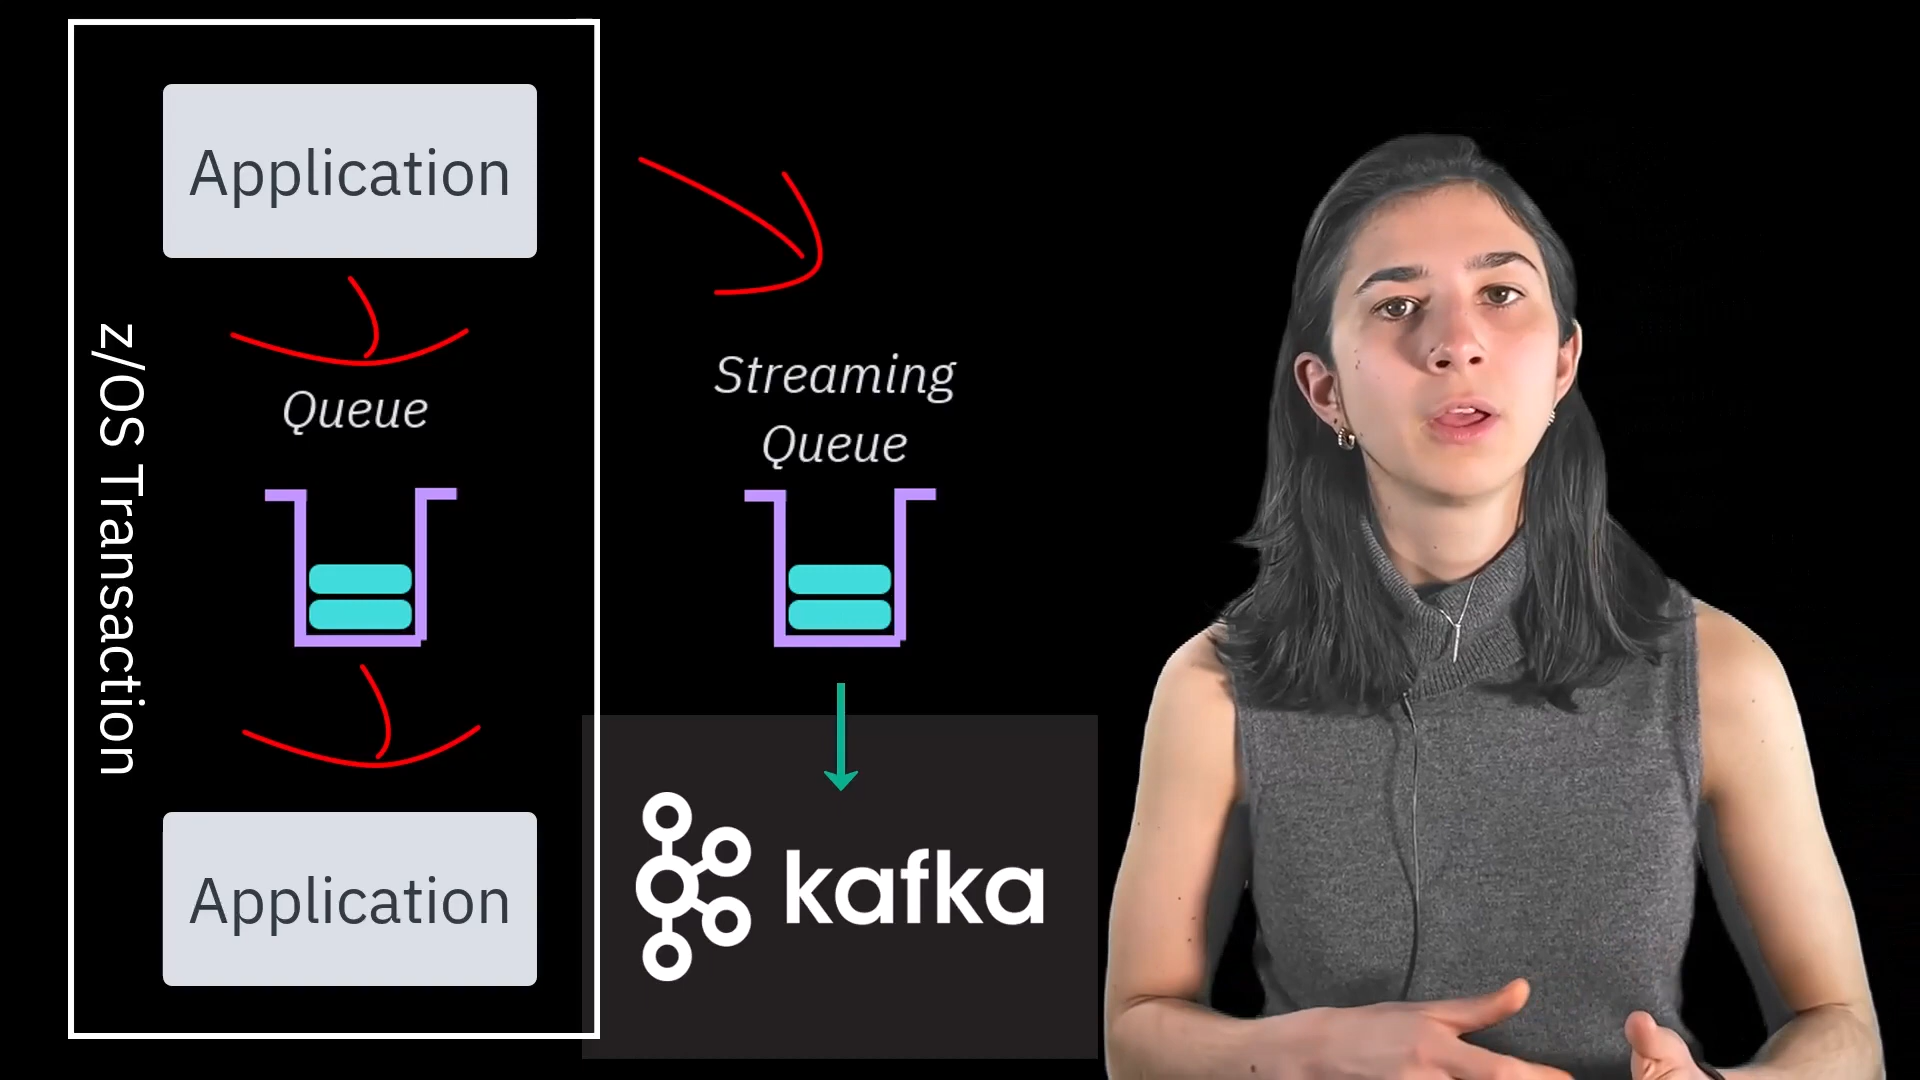 z/OS Transaction
Application
Queue
Application
Streaming
Queue
kafka